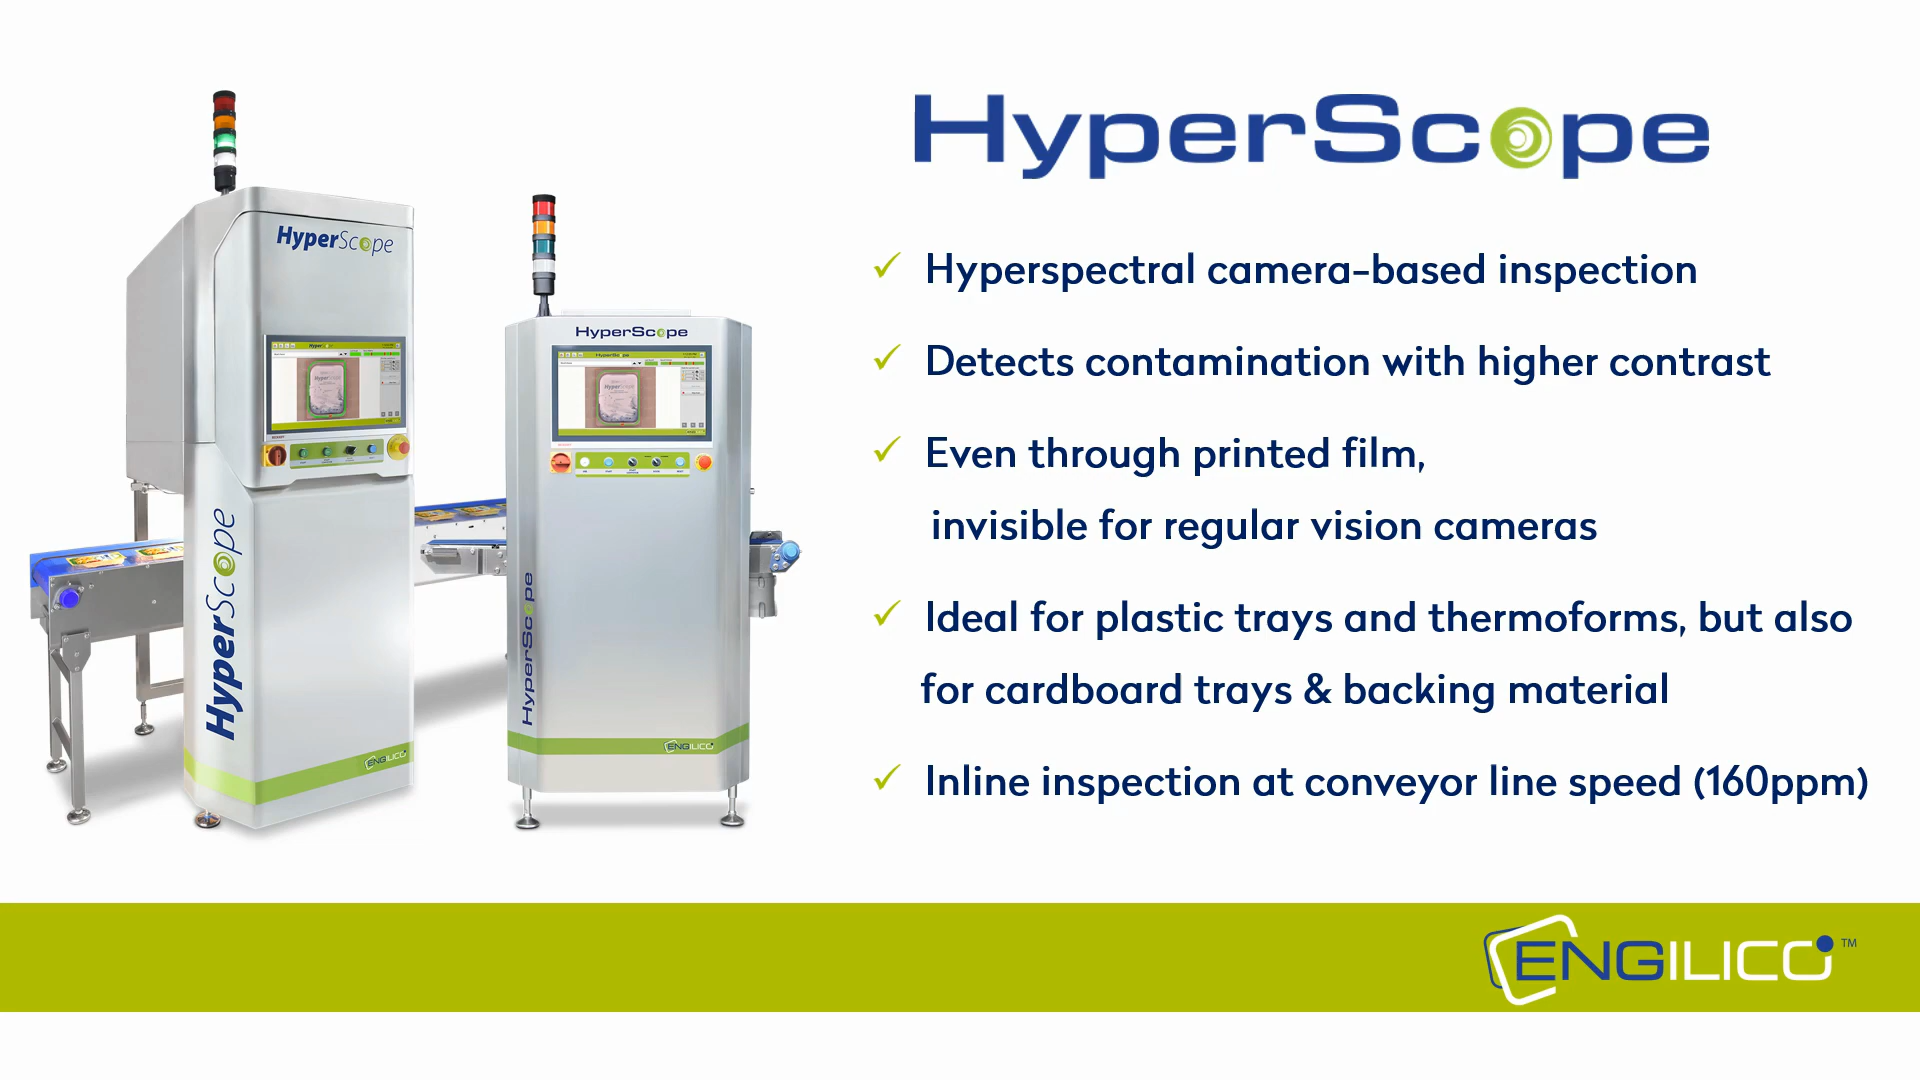 HyperScope
✓ Hyperspectral camera-based inspection
✓ Detects contamination with higher contrast
✓ Even through printed film,
invisible for regular vision cameras
✓ Ideal for plastic trays and thermoforms, but also
for cardboard trays & backing material
✓ Inline inspection at conveyor line speed (160ppm)
HyperScope
HyperScope
HyperScope
HyperScope
ENGILICO
ENGILICO
ENGILICO™